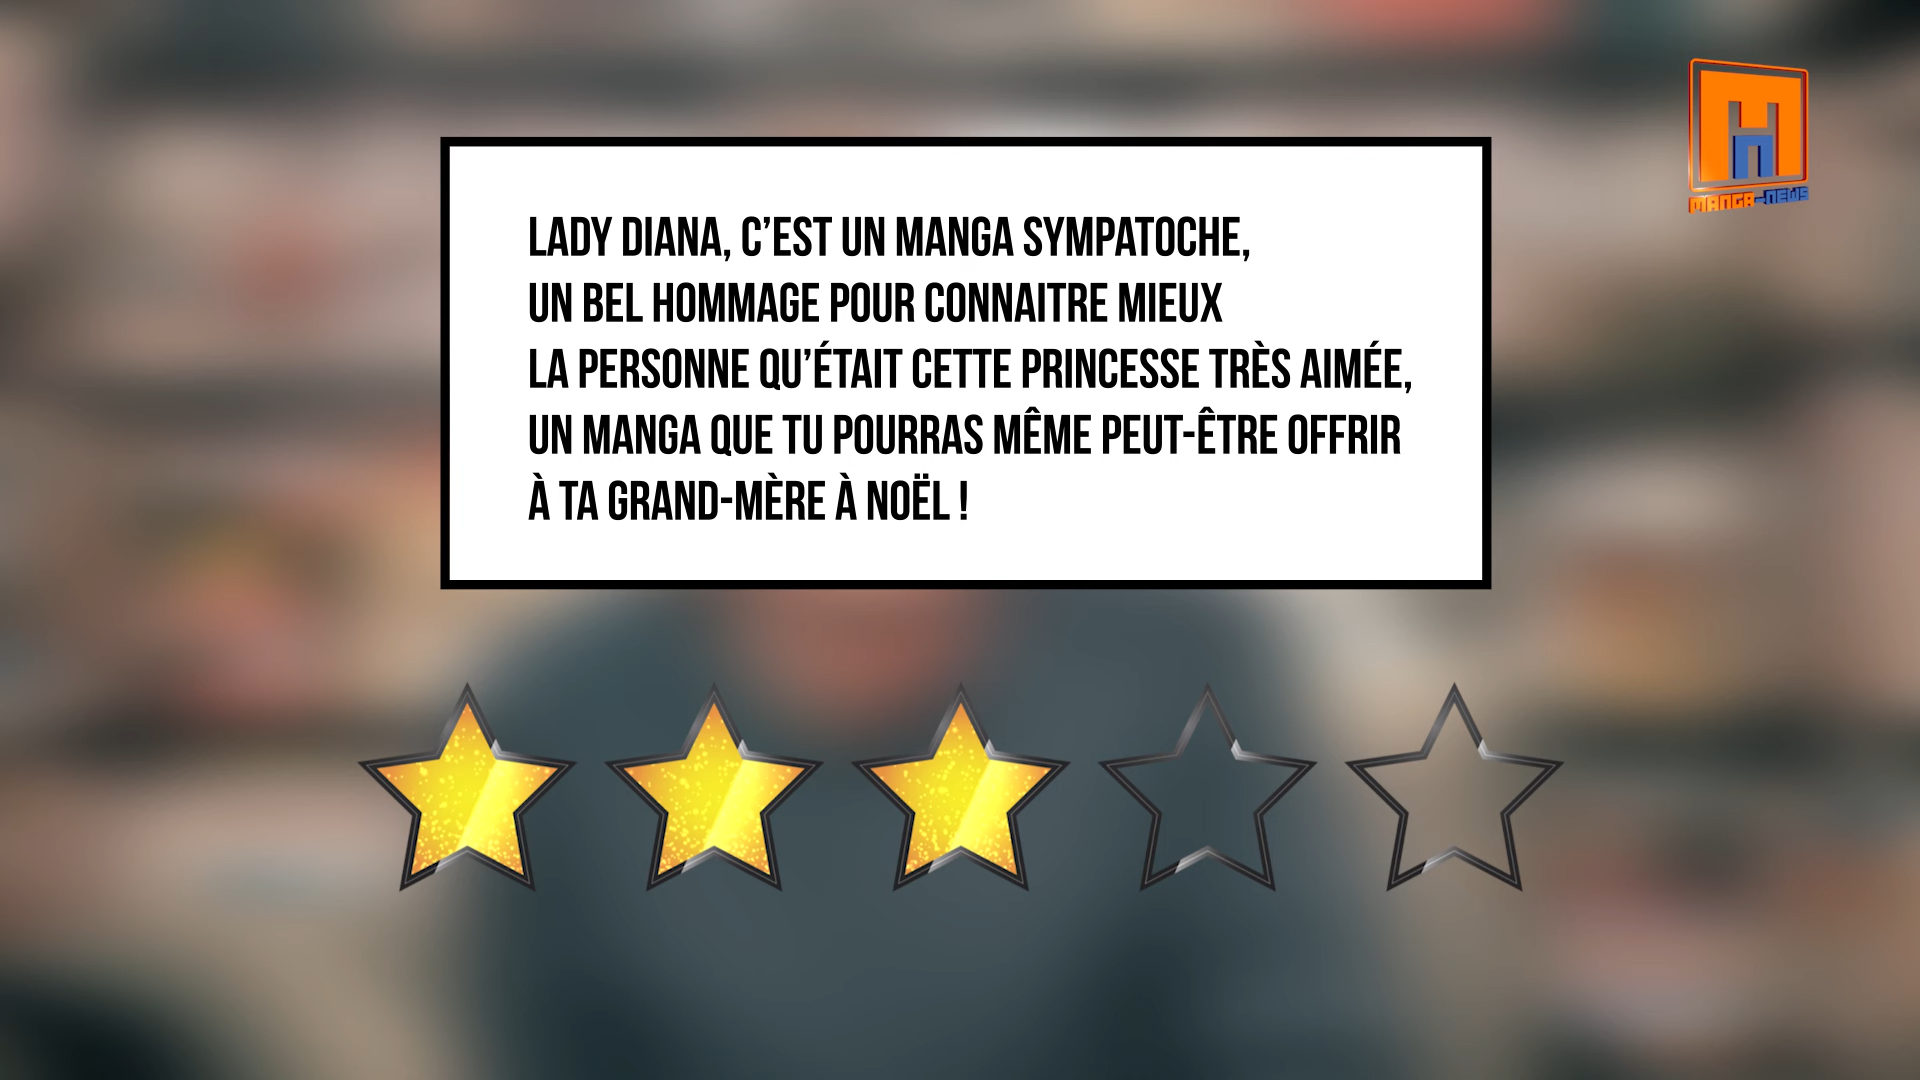 LADY DIANA, C'EST UN MANGA SYMPATOCHE,
UN BEL HOMMAGE POUR CONNAITRE MIEUX
LA PERSONNE QU'ÉTAIT CETTE PRINCESSE TRÈS AIMÉE,
UN MANGA QUE TU POURRAS MÊME PEUT-ÊTRE OFFRIR
À TA GRAND-MÈRE À NOËL !
MANGA-NEWS